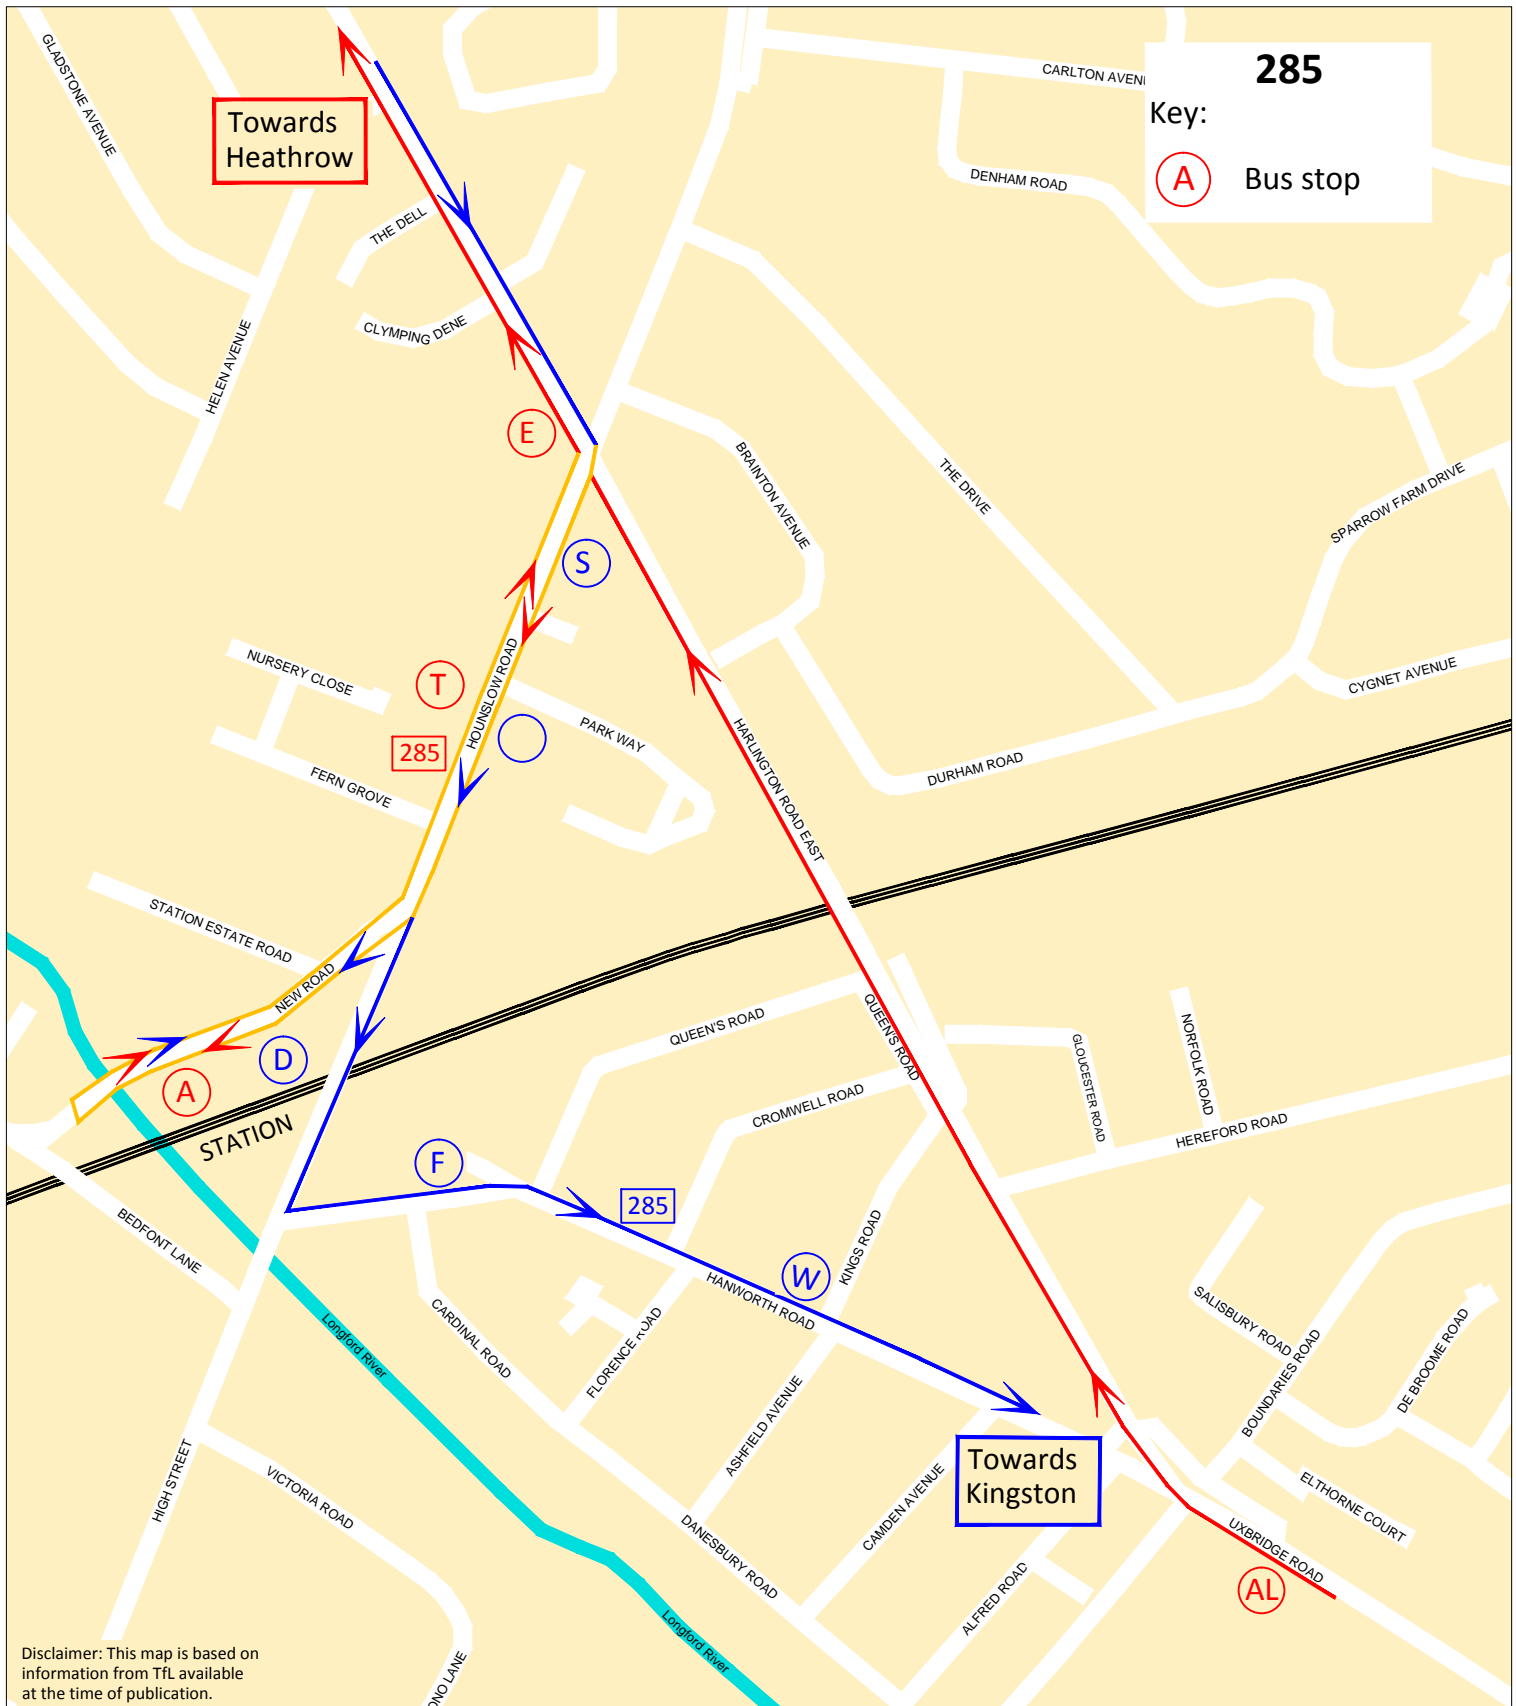 285
Key:
A Bus stop
Towards
Heathrow
GLADSTONE AVENUE
CARLTON AVENU
DENHAM ROAD
THE DELL
CLYMPING DENE
HELEN AVENUE
E
BRAINTON AVENUE
THE DRIVE
SPARROW FARM DRIVE
S
HOUNSLOW ROAD
NURSERY CLOSE
T
285
PARK WAY
FERN GROVE
HARLINGTON ROAD EAST
CYGNET AVENUE
DURHAM ROAD
STATION ESTATE ROAD
NEW ROAD
D
A
STATION
QUEEN'S ROAD
QUEEN'S ROAD
CROMWELL ROAD
GLOUCESTER ROAD
NORFOLK ROAD
HEREFORD ROAD
F
285
W
BEDFONT LANE
HANWORTH ROAD
KINGS ROAD
Longford River
CARDINAL ROAD
FLORENCE ROAD
SALISBURY ROAD
BOUNDARIES ROAD
DE BROOME ROAD
ASHFIELD AVENUE
Towards
Kingston
HIGH STREET
VICTORIA ROAD
CAMDEN AVENUE
DANESBURY ROAD
ELTHORNE COURT
UXBRIDGE ROAD
AL
ALFRED ROAD
Longford River
OND LANE
Disclaimer: This map is based on
information from TfL available
at the time of publication.